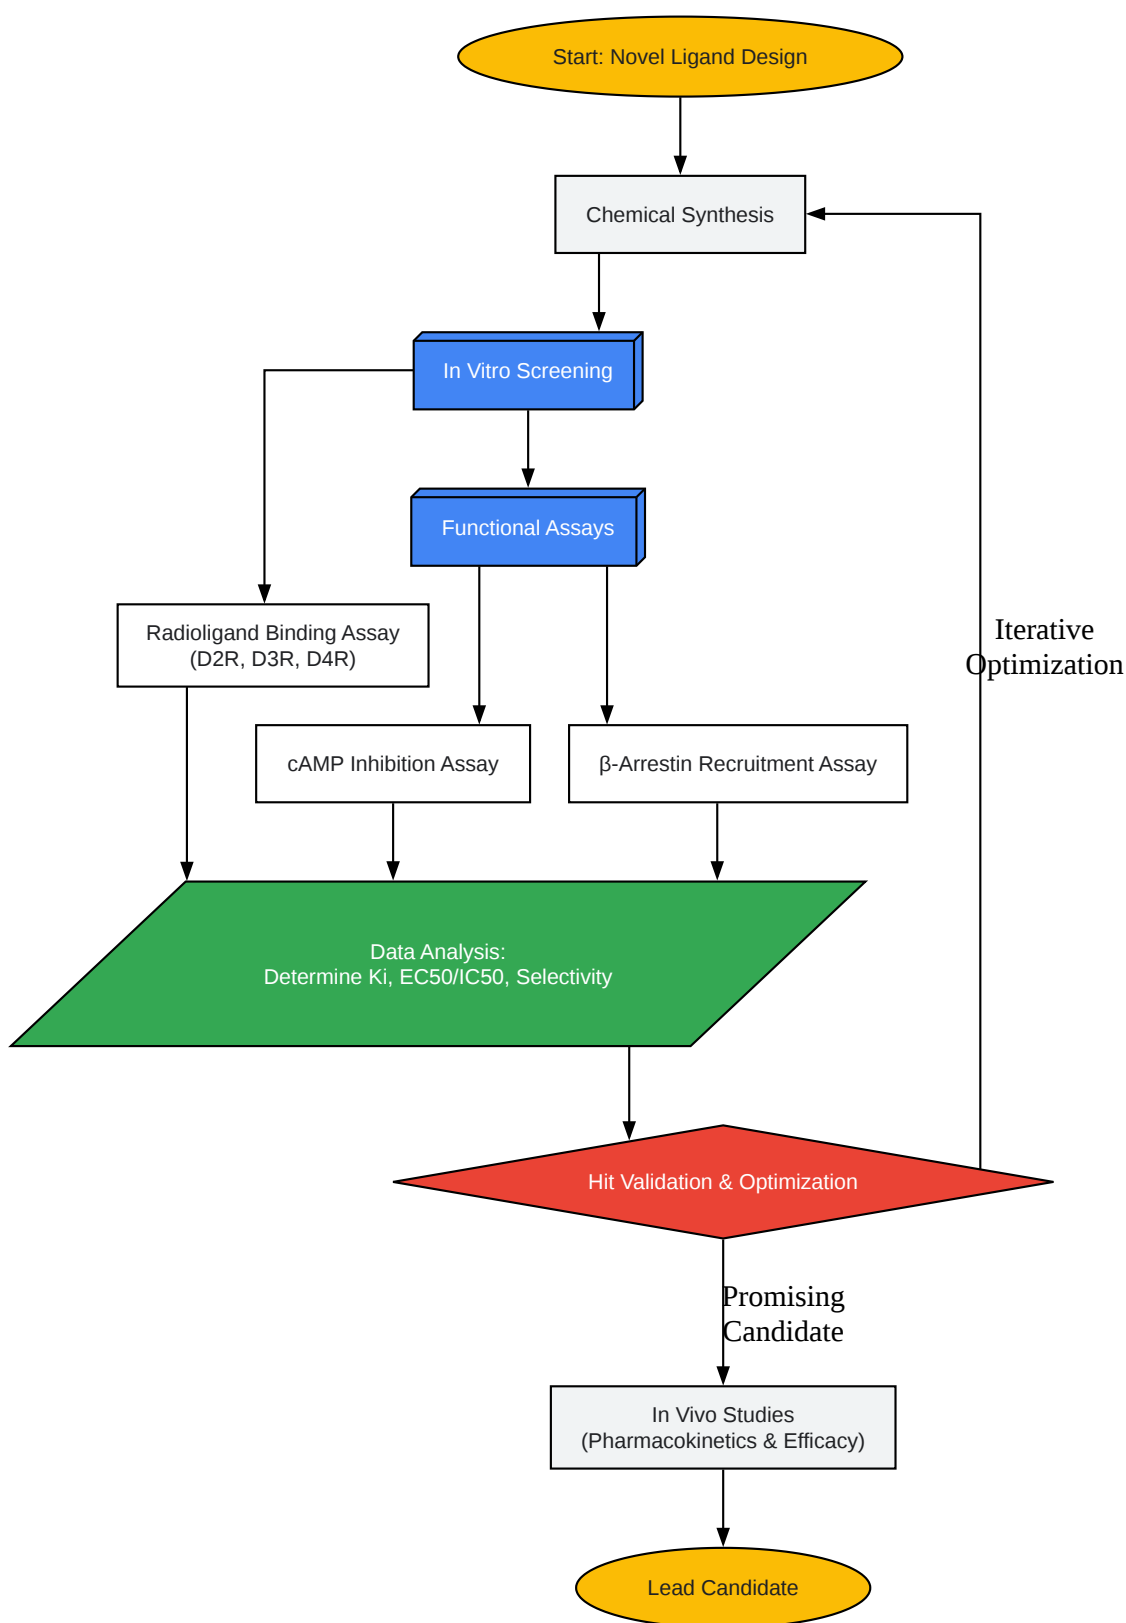 Start: Novel Ligand Design
Chemical Synthesis
In Vitro Screening
Functional Assays
Radioligand Binding Assay
(D2R, D3R, D4R)
Iterative
Optimization
cAMP Inhibition Assay
β-Arrestin Recruitment Assay
Data Analysis:
Determine Ki, EC50/IC50, Selectivity
Hit Validation & Optimization
Promising
Candidate
In Vivo Studies
(Pharmacokinetics & Efficacy)
Lead Candidate